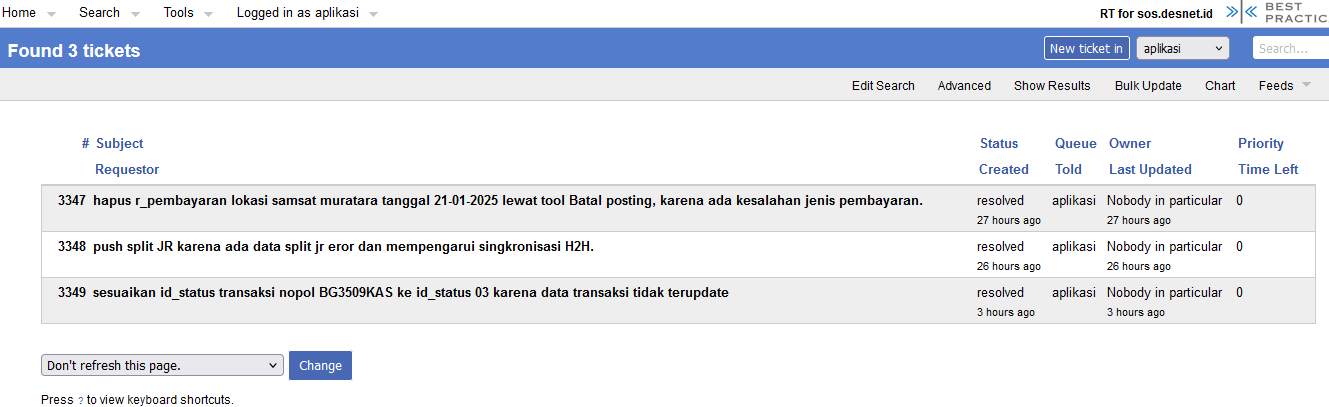 Home Search Tools Logged in as aplikasi RT for sos.desnet.id BEST
PRACTIC
Found 3 tickets New ticket in aplikasi Search...
Edit Search Advanced Show Results Bulk Update Chart Feeds
# Subject Status Queue Owner Priority
Requestor Created Told Last Updated Time Left
3347 hapus r_pembayaran lokasi samsat muratara tanggal 21-01-2025 lewat tool Batal posting, karena ada kesalahan jenis pembayaran. resolved aplikasi Nobody in particular 0
27 hours ago 27 hours ago
3348 push split JR karena ada data split jr eror dan mempengarui singkronisasi H2H. resolved aplikasi Nobody in particular 0
26 hours ago 26 hours ago
3349 sesuaikan id_status transaksi nopol BG3509KAS ke id_status 03 karena data transaksi tidak terupdate resolved aplikasi Nobody in particular 0
3 hours ago 3 hours ago
Don't refresh this page. Change
Press ? to view keyboard shortcuts.